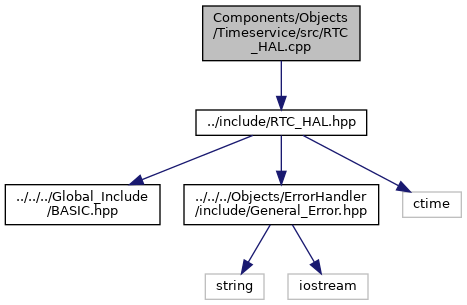 Components/Objects
/Timeservice/src/RTC
_HAL.cpp
../include/RTC_HAL.hpp
../../../Global_Include
/BASIC.hpp
../../../Objects/ErrorHandler
/include/General_Error.hpp
ctime
string
iostream